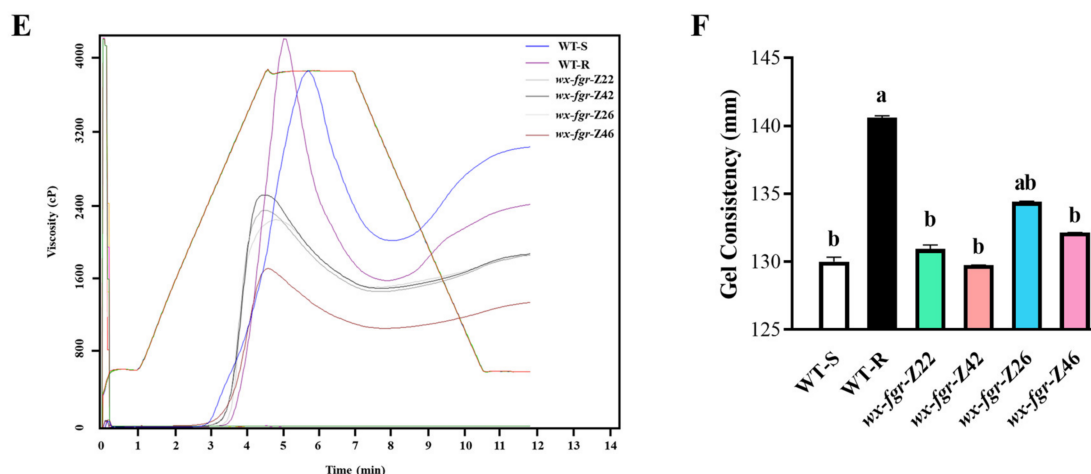 E
4000
3200
2400
1600
800
0
Viscosity (cP)
0 1 2 3 4 5 6 7 8 9 10 11 12 13 14
Time (min)
WT-S
WT-R
wx-fgr-Z22
wx-fgr-Z42
wx-fgr-Z26
wx-fgr-Z46
F
145
140
135
130
125
Gel Consistency (mm)
b
a
b
b
ab
b
WT-S
WT-R
wx-fgr-Z22
wx-fgr-Z42
wx-fgr-Z26
wx-fgr-Z46